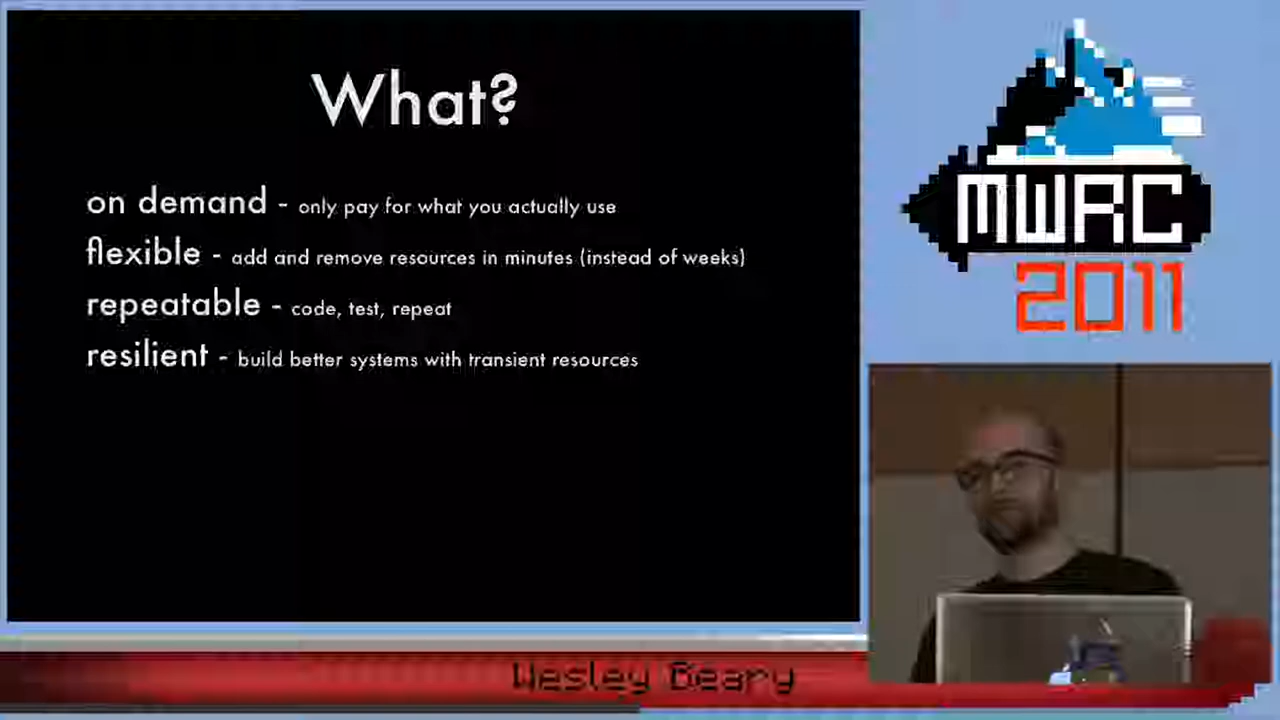 What?
on demand - only pay for what you actually use
flexible - add and remove resources in minutes (instead of weeks)
repeatable - code, test, repeat
resilient - build better systems with transient resources
MWRC
2011
Wesley Beary